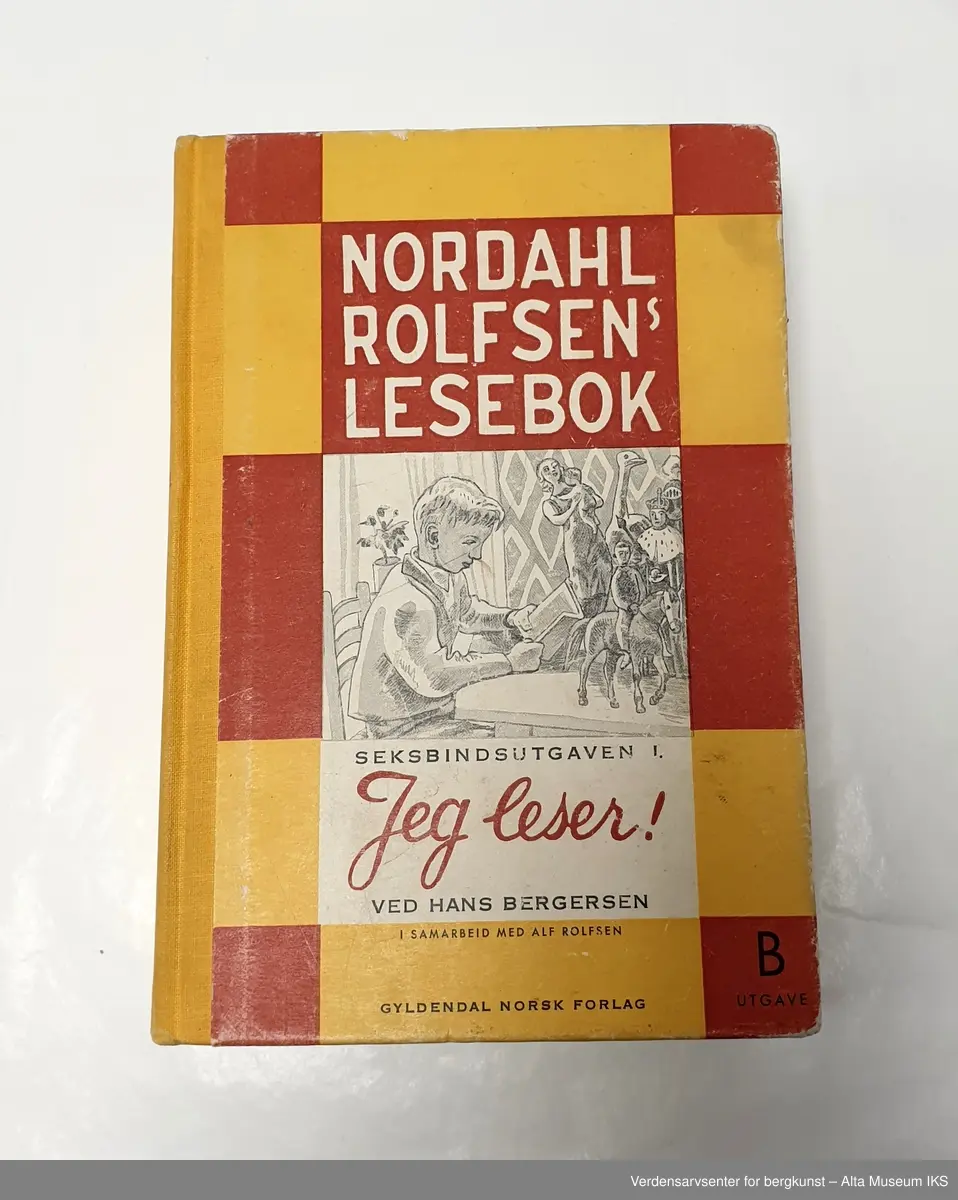 NORDAHL
ROLFSENS
LESEBOK
SEKSBINDSUTGAVEN I.
Jeg leser!
VED HANS BERGERSEN
I SAMARBEID MED ALF ROLFSEN
GYLDENDAL NORSK FORLAG
B
UTGAVE
Verdensarvsenter for bergkunst – Alta Museum IKS